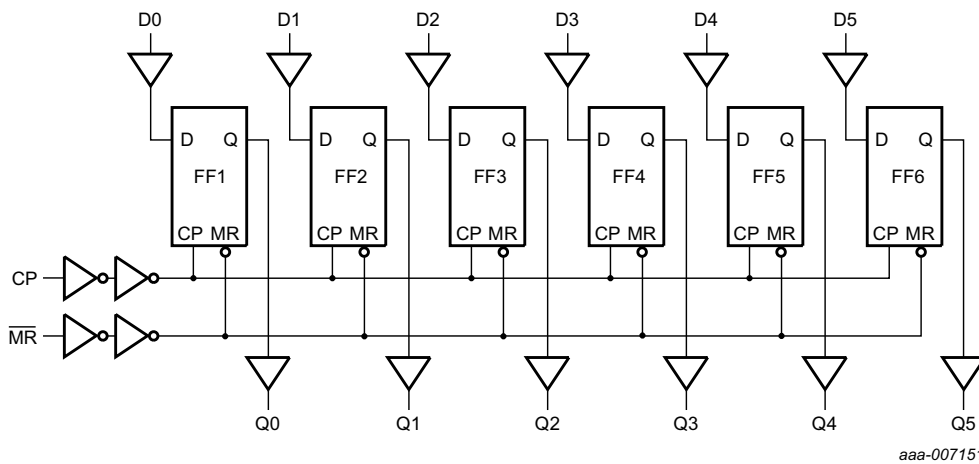 D0 D1 D2 D3 D4 D5
D Q D Q D Q D Q D Q D Q
FF1 FF2 FF3 FF4 FF5 FF6
CP MR CP MR CP MR CP MR CP MR CP MR
CP
M̅R̅
Q0 Q1 Q2 Q3 Q4 Q5